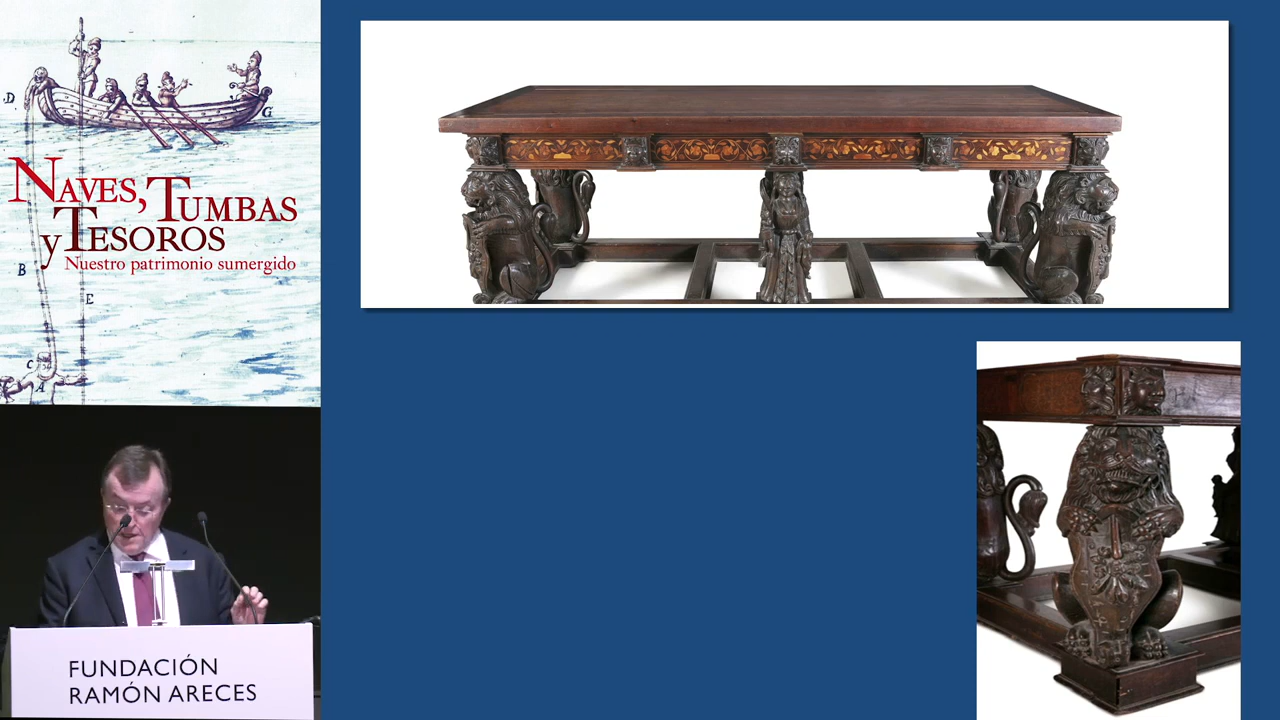 D
G
NAVES, TUMBAS
y TESOROS
Nuestro patrimonio sumergido
B
E
C
A
FUNDACIÓN
RAMÓN ARECES